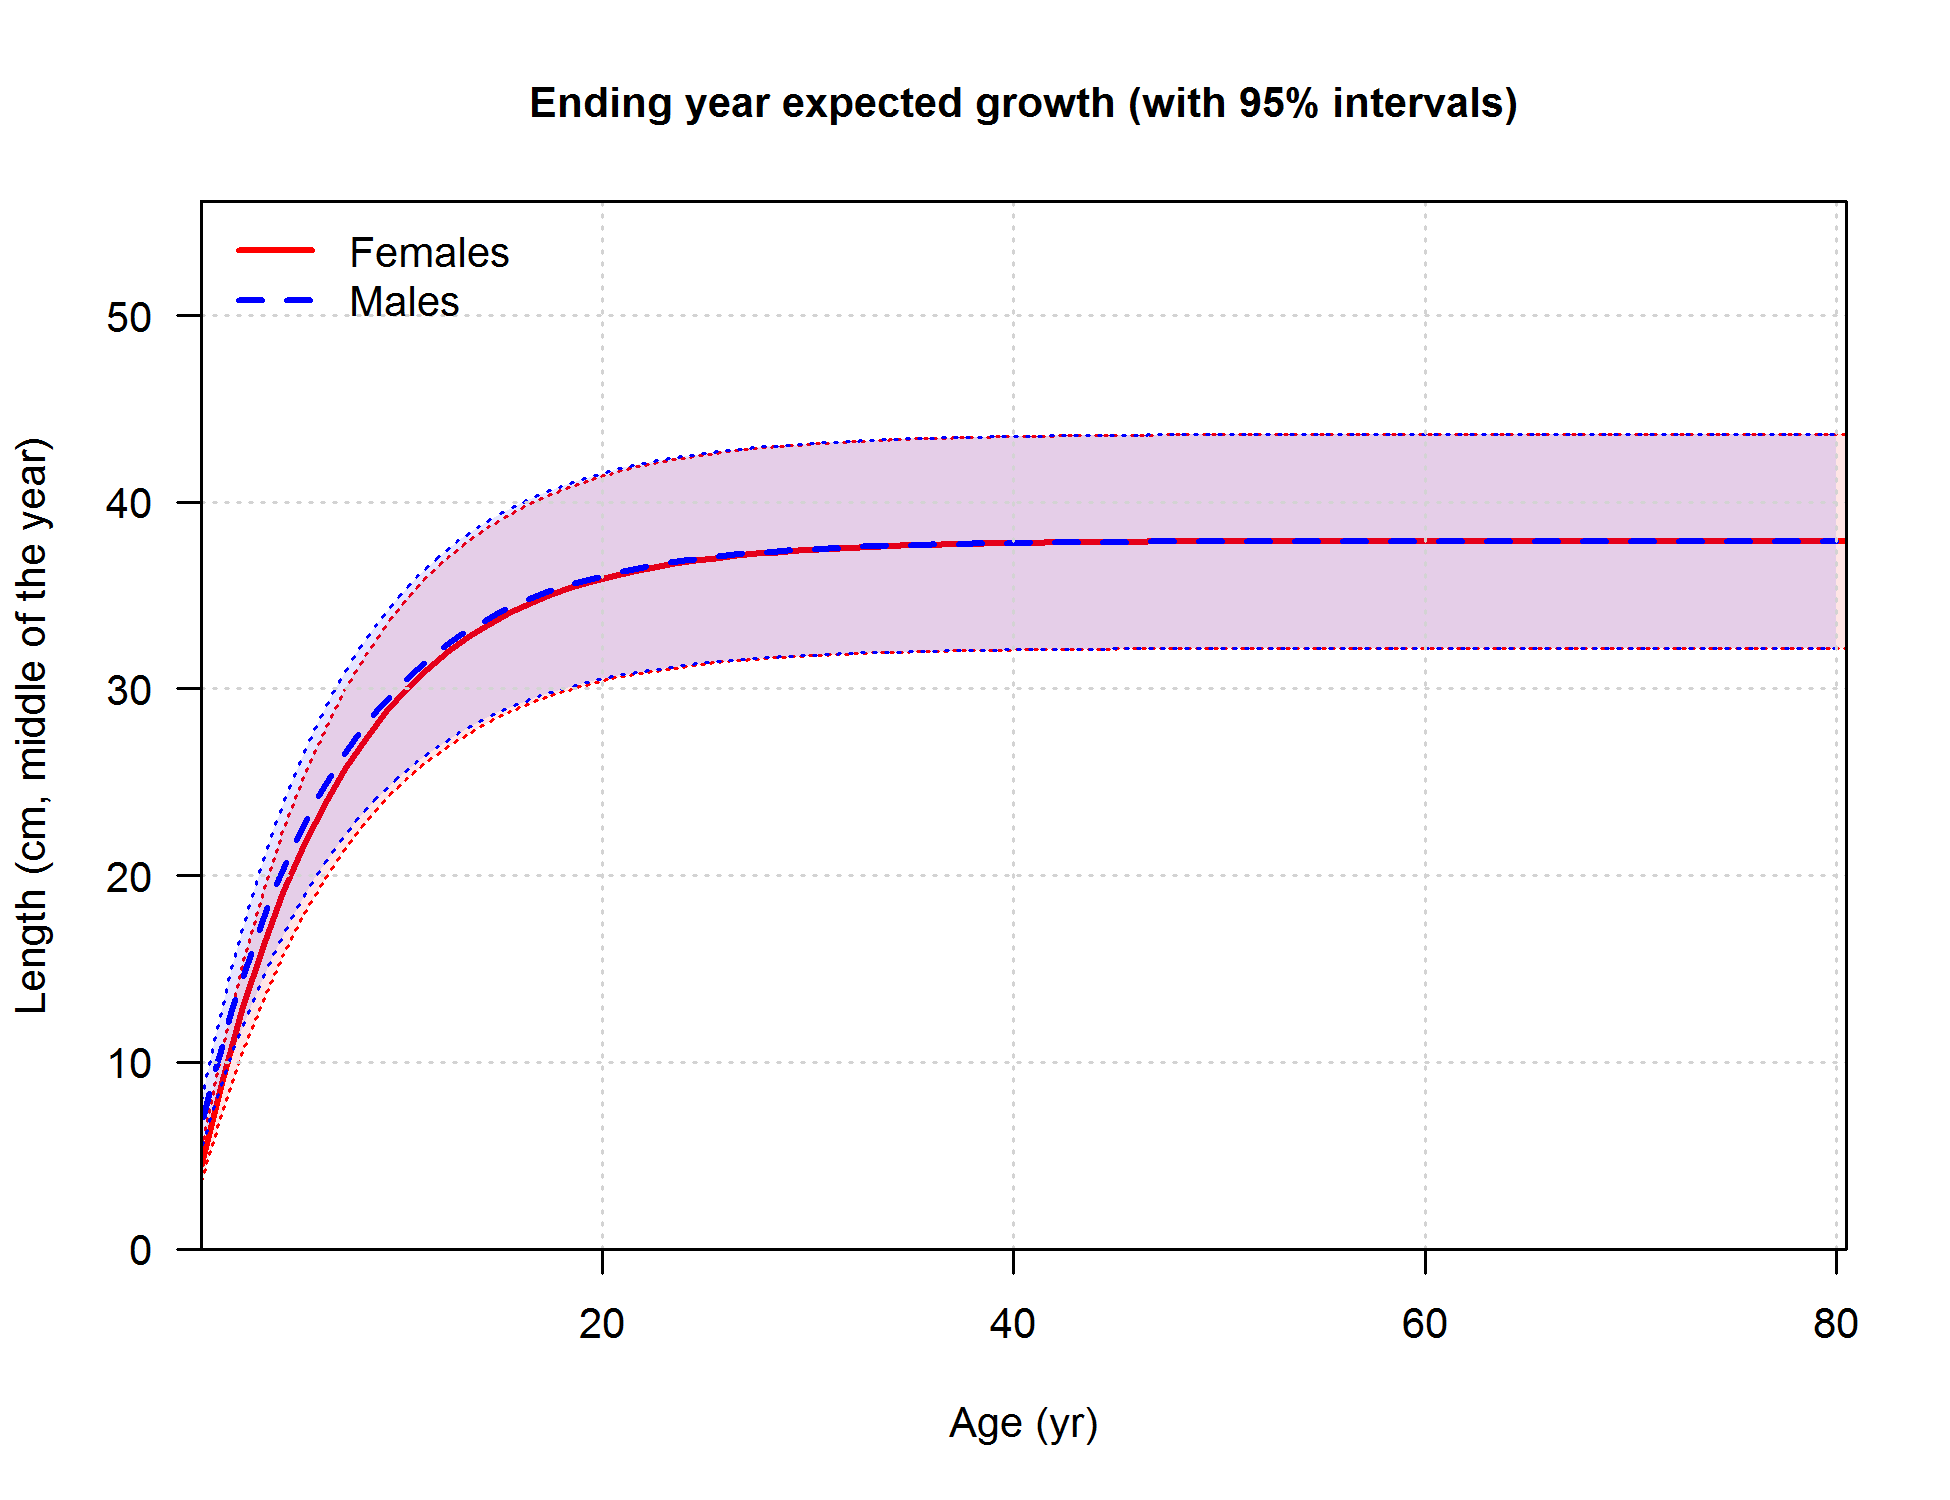 Ending year expected growth (with 95% intervals)
Females
Males
50
40
30
20
10
0
Length (cm, middle of the year)
20 40 60 80
Age (yr)